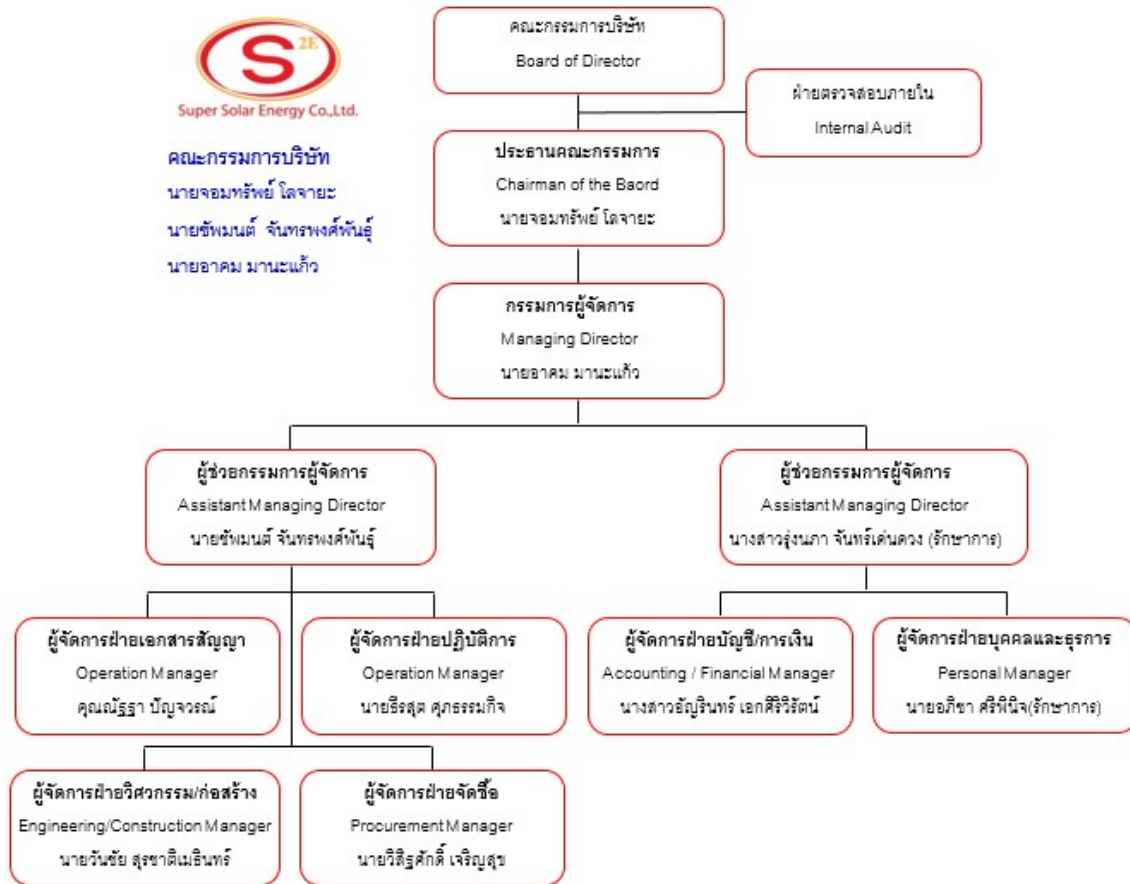 S 2E
Super Solar Energy Co.,Ltd.
คณะกรรมการบริษัท
นายจอมทรัพย์ โลจายะ
นายชัพมนต์ จันทรพงศ์พันธุ์
นายอาคม มานะแก้ว
คณะกรรมการบริษัท
Board of Director
ฝ่ายตรวจสอบภายใน
Internal Audit
ประธานคณะกรรมการ
Chairman of the Baord
นายจอมทรัพย์ โลจายะ
กรรมการผู้จัดการ
Managing Director
นายอาคม มานะแก้ว
ผู้ช่วยกรรมการผู้จัดการ
Assistant Managing Director
นายชัพมนต์ จันทรพงศ์พันธุ์
ผู้ช่วยกรรมการผู้จัดการ
Assistant Managing Director
นางสาวรุ่งนภา จันทร์เด่นดวง (รักษาการ)
ผู้จัดการฝ่ายเอกสารสัญญา
Operation Manager
คุณณัฐฐา ปัญจวรณ์
ผู้จัดการฝ่ายปฏิบัติการ
Operation Manager
นายธีรสุต ศุภธรรมกิจ
ผู้จัดการฝ่ายบัญชี/การเงิน
Accounting / Financial Manager
นางสาวอัญรินทร์ เอกศิริวิรัตน์
ผู้จัดการฝ่ายบุคคลและธุรการ
Personal Manager
นายอภิชา ศรีพินิจ(รักษาการ)
ผู้จัดการฝ่ายวิศวกรรม/ก่อสร้าง
Engineering/Construction Manager
นายวันชัย สุรชาติเมธินทร์
ผู้จัดการฝ่ายจัดซื้อ
Procurement Manager
นายวิสิฐศักดิ์ เจริญสุข